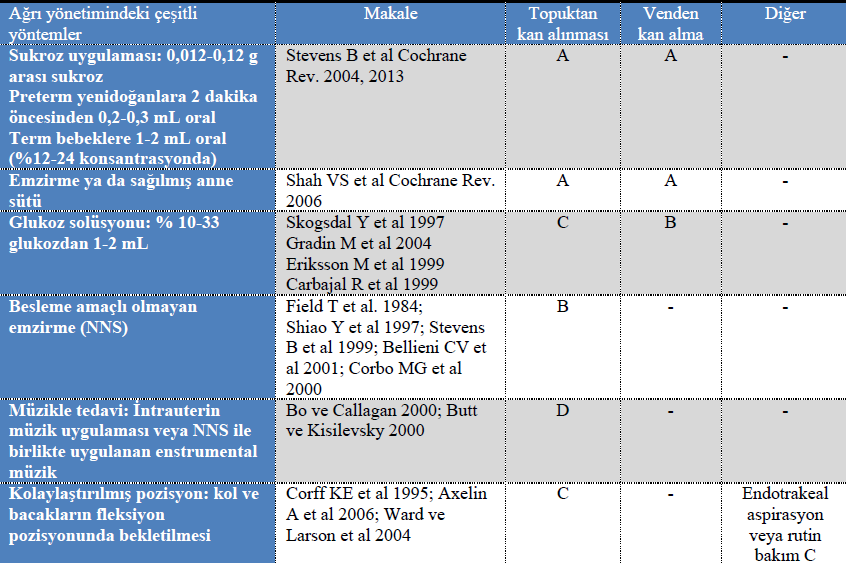 Ağrı yönetimindeki çeşitli
yöntemler
Makale
Topuktan
kan alınması
Venden
kan alma
Diğer
Sukroz uygulaması: 0,012-0,12 g
arası sukroz
Preterm yenidoğanlara 2 dakika
öncesinden 0,2-0,3 mL oral
Term bebeklere 1-2 mL oral
(%12-24 konsantrasyonda)
Stevens B et al Cochrane
Rev. 2004, 2013
A
A
-
Emzirme ya da sağılmış anne
sütü
Shah VS et al Cochrane Rev.
2006
A
A
-
Glukoz solüsyonu: % 10-33
glukozdan 1-2 mL
Skogsdal Y et al 1997
Gradin M et al 2004
Eriksson M et al 1999
Carbajal R et al 1999
C
B
-
Besleme amaçlı olmayan
emzirme (NNS)
Field T et al. 1984;
Shiao Y et al 1997; Stevens
B et al 1999; Bellieni CV et
al 2001; Corbo MG et al
2000
B
-
-
Müzikle tedavi: İntrauterin
müzik uygulaması veya NNS ile
birlikte uygulanan enstrumental
müzik
Bo ve Callagan 2000; Butt
ve Kisilevsky 2000
D
-
-
Kolaylaştırılmış pozisyon: kol ve
bacakların fleksiyon
pozisyonunda bekletilmesi
Corff KE et al 1995; Axelin
A et al 2006; Ward ve
Larson et al 2004
C
-
Endotrakeal
aspirasyon
veya rutin
bakım C